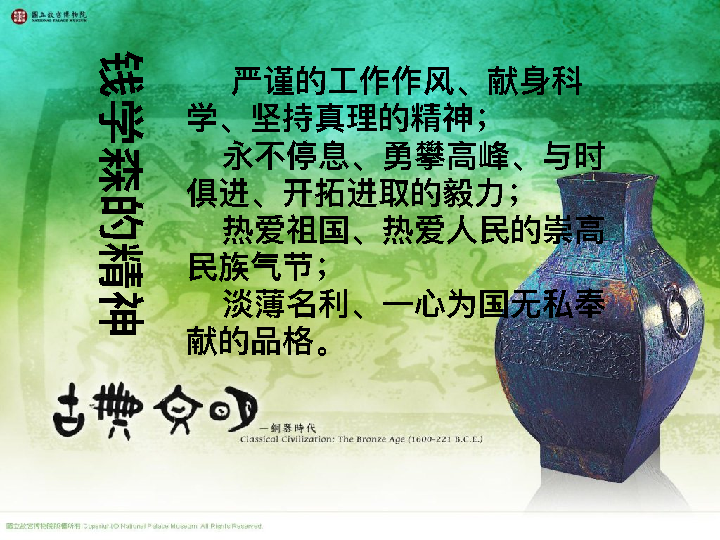 國立故宮博物院
NATIONAL PALACE MUSEUM
钱学森的精神
严谨的工作作风、献身科
学、坚持真理的精神；
永不停息、勇攀高峰、与时
俱进、开拓进取的毅力；
热爱祖国、热爱人民的崇高
民族气节；
淡薄名利、一心为国无私奉
献的品格。
古典文明
—銅器時代
Classical Civilization: The Bronze Age (1600-221 B.C.E.)
國立故宮博物院版權所有 Copyright© National Palace Museum. All Rights Reserved.